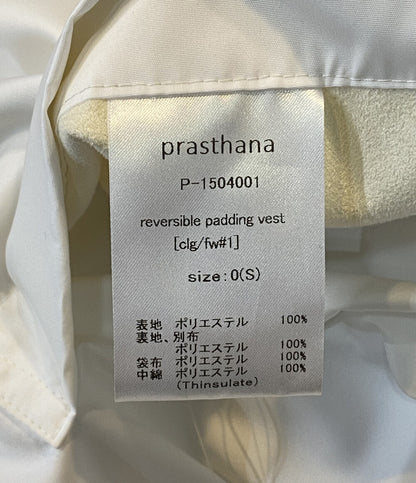 prasthana
P-1504001
reversible padding vest
[clg/fw#1]
size:0(S)
表地 ポリエステル 100%
裏地、別布
ポリエステル 100%
袋布 ポリエステル 100%
中綿 ポリエステル 100%
(Thinsulate)